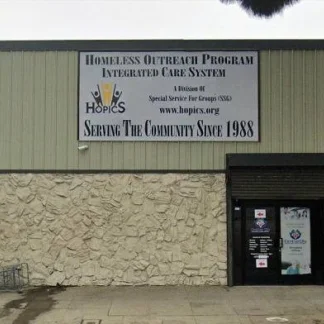 HOMELESS OUTREACH PROGRAM
INTEGRATED CARE SYSTEM
HOPICS
A Division Of
Special Service For Groups (SSG)
www.hopics.org
SERVING THE COMMUNITY SINCE 1988